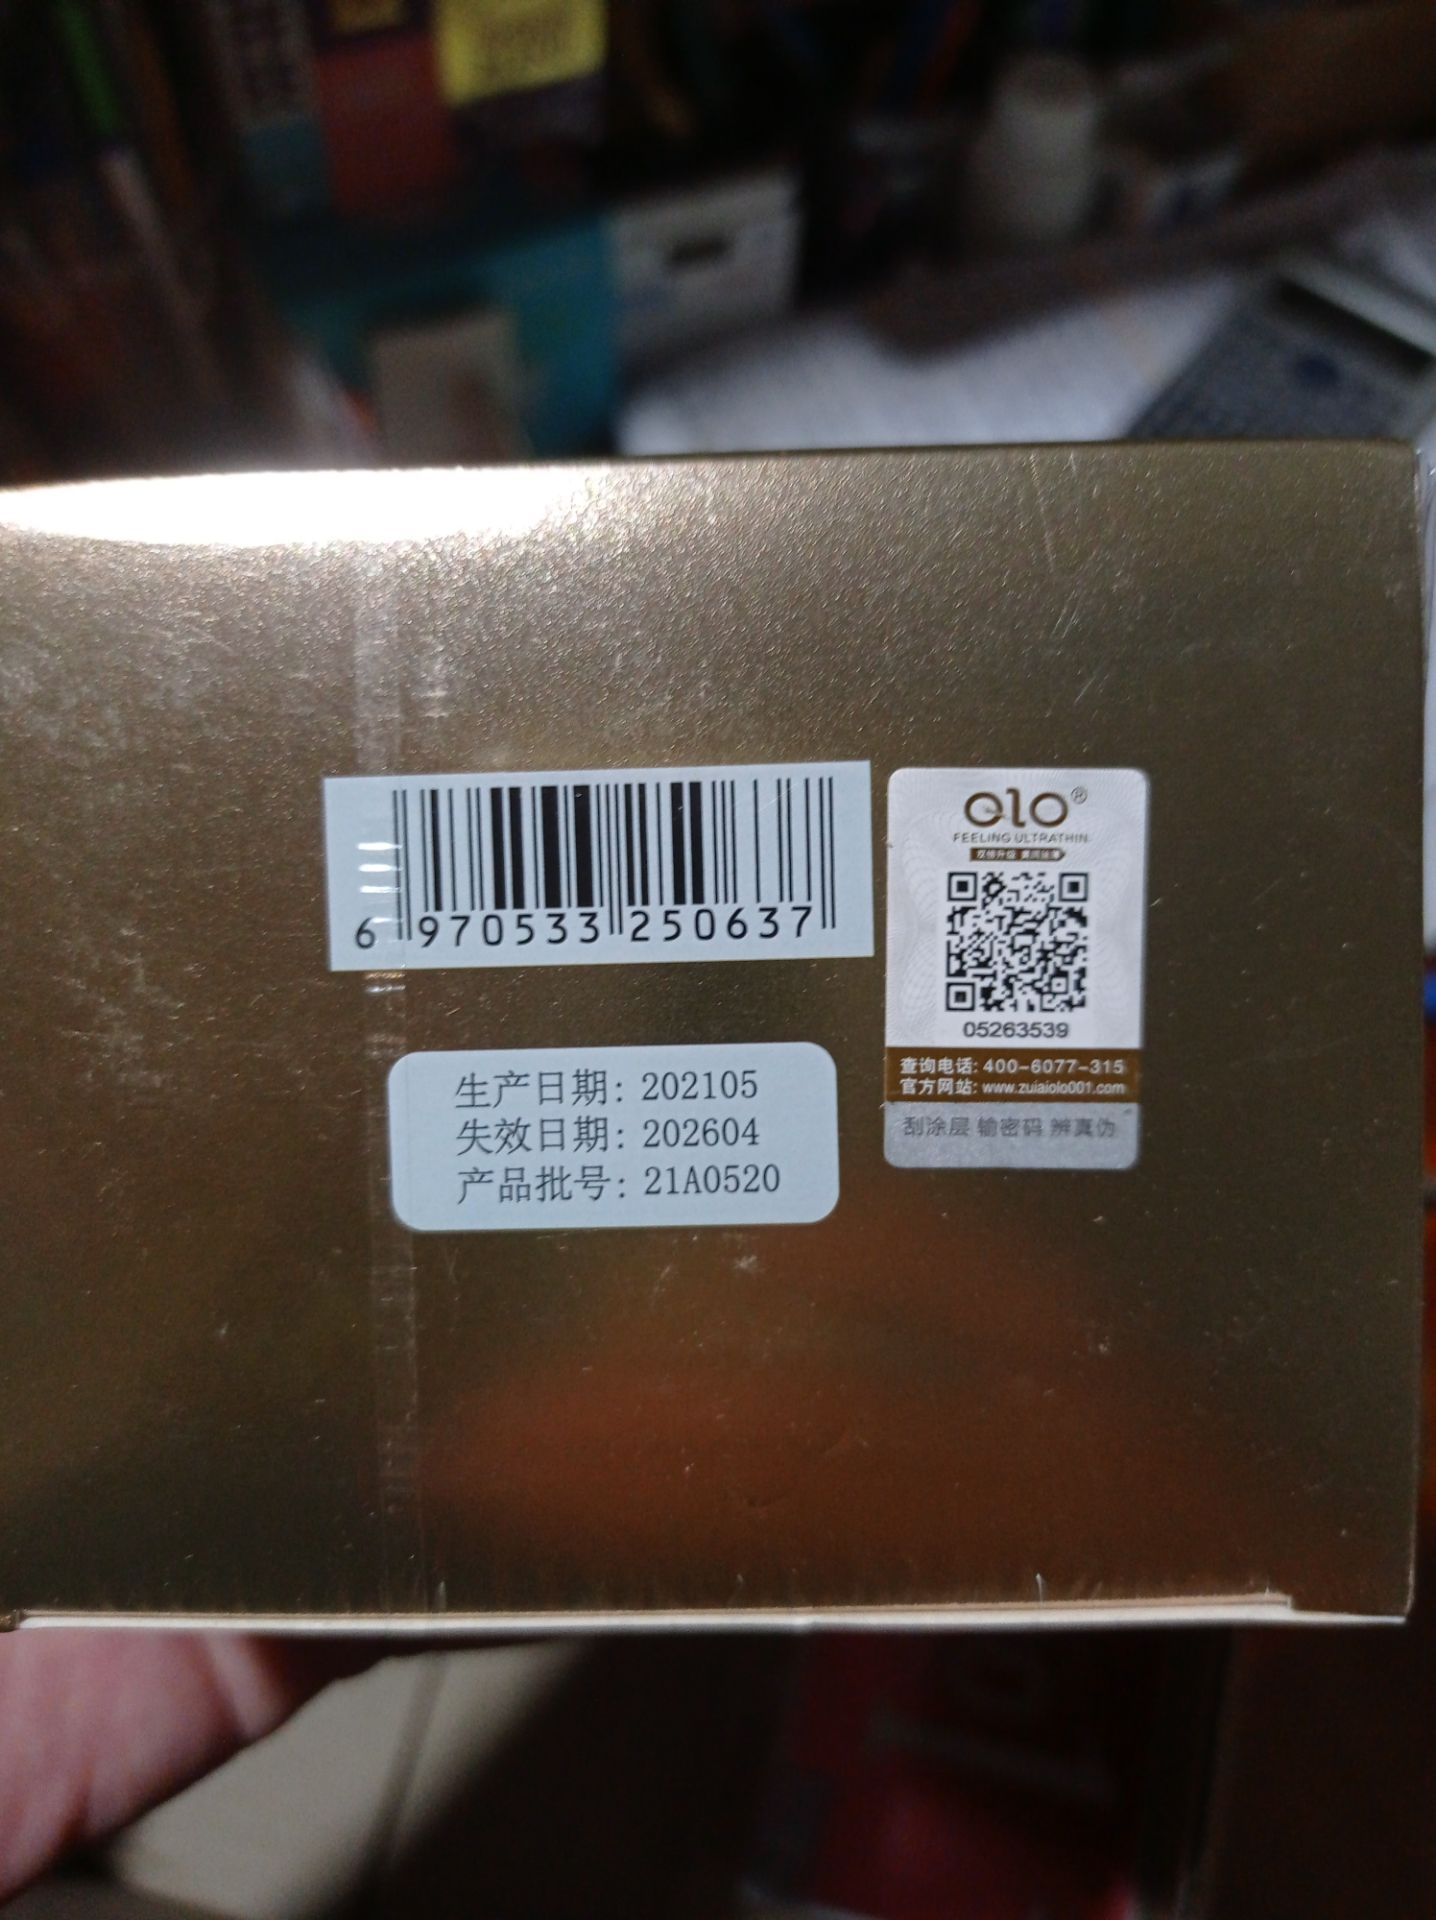 6 970533 250637
OLO®
FEELING ULTRATHIN
05263539
查询电话: 400-6077-315
官方网站: www.zuiaiolo001.com
刮涂层 输密码 辨真伪
生产日期: 202105
失效日期: 202604
产品批号: 21A0520